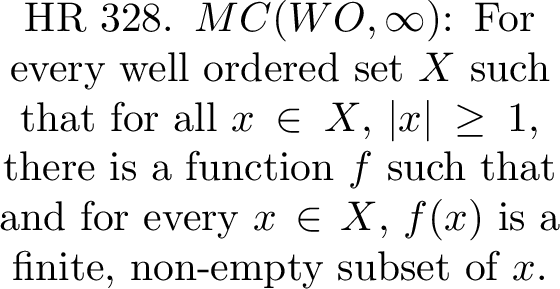 HR 328. MC(WO, ∞): For
every well ordered set X such
that for all x ∈ X, |x| ≥ 1,
there is a function f such that
and for every x ∈ X, f(x) is a
finite, non-empty subset of x.